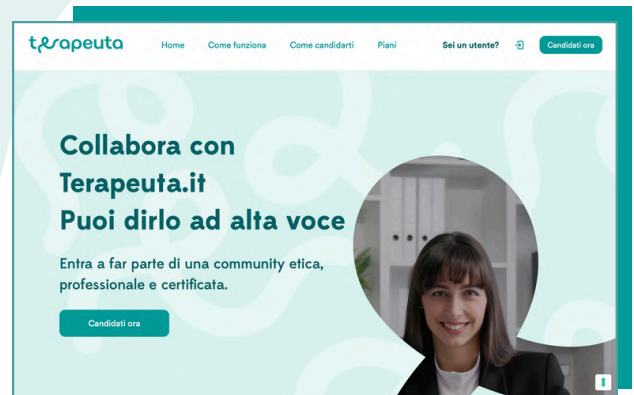 terapeuta
Home Come funziona Come candidarti Piani Sei un utente? Candidati ora
Collabora con
Terapeuta.it
Puoi dirlo ad alta voce
Entra a far parte di una community etica,
professionale e certificata.
Candidati ora